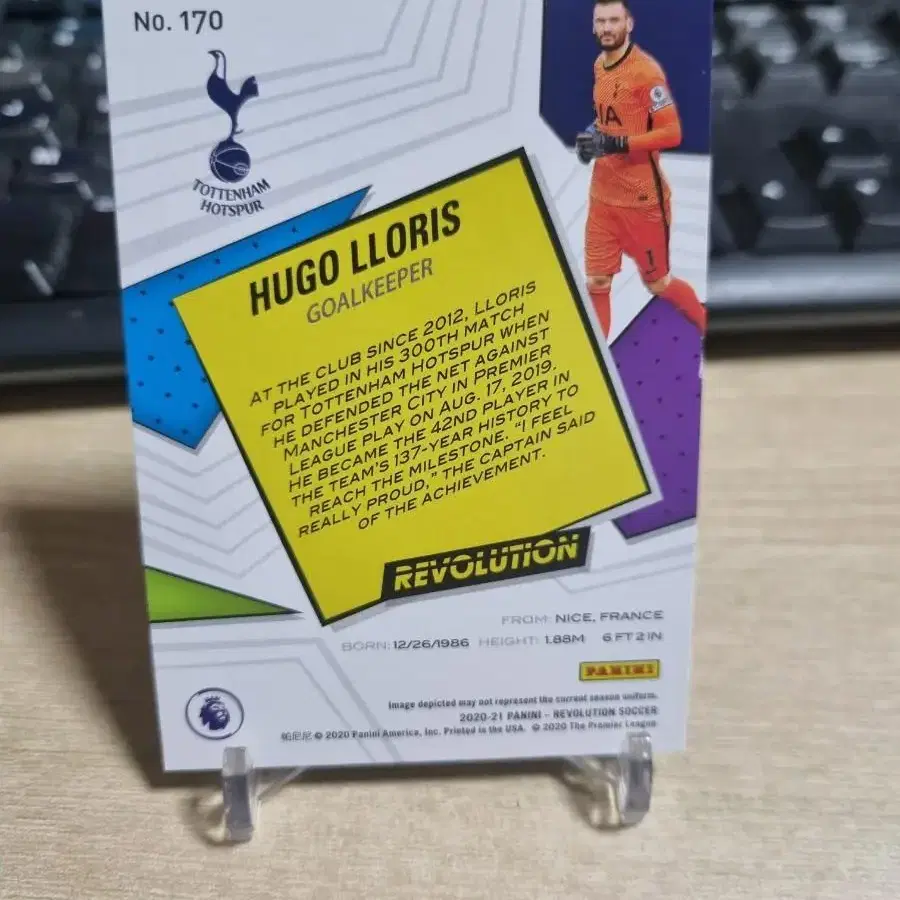 No. 170
TOTTENHAM
HOTSPUR
AIA
1
HUGO LLORIS
GOALKEEPER
AT THE CLUB SINCE 2012, LLORIS
PLAYED IN HIS 300TH MATCH
FOR TOTTENHAM HOTSPUR WHEN
HE DEFENDED THE NET AGAINST
MANCHESTER CITY IN PREMIER
LEAGUE PLAY ON AUG. 17, 2019.
HE BECAME THE 42ND PLAYER IN
THE TEAM'S 137-YEAR HISTORY TO
REACH THE MILESTONE. "I FEEL
REALLY PROUD," THE CAPTAIN SAID
OF THE ACHIEVEMENT.
REVOLUTION
FROM: NICE, FRANCE
BORN: 12/26/1986 HEIGHT: 1.88M 6 FT 2 IN
PANINI
Image depicted may not represent the current season uniform.
2020-21 PANINI – REVOLUTION SOCCER
帕尼尼 © 2020 Panini America, Inc. Printed in the USA. © 2020 The Premier League